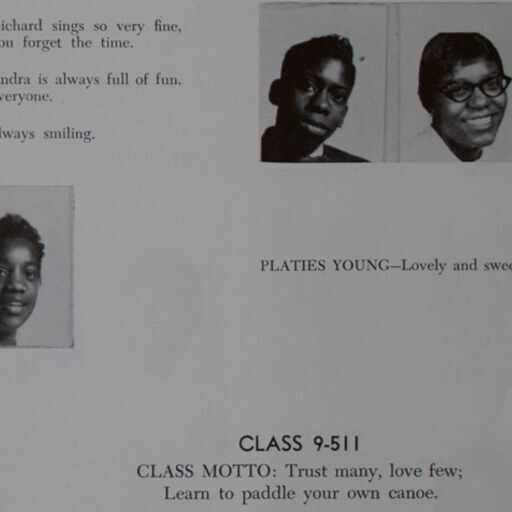 ichard sings so very fine,
ou forget the time.
ndra is always full of fun.
veryone.
lways smiling.
PLATIES YOUNG—Lovely and swee
CLASS 9-511
CLASS MOTTO: Trust many, love few;
Learn to paddle your own canoe.